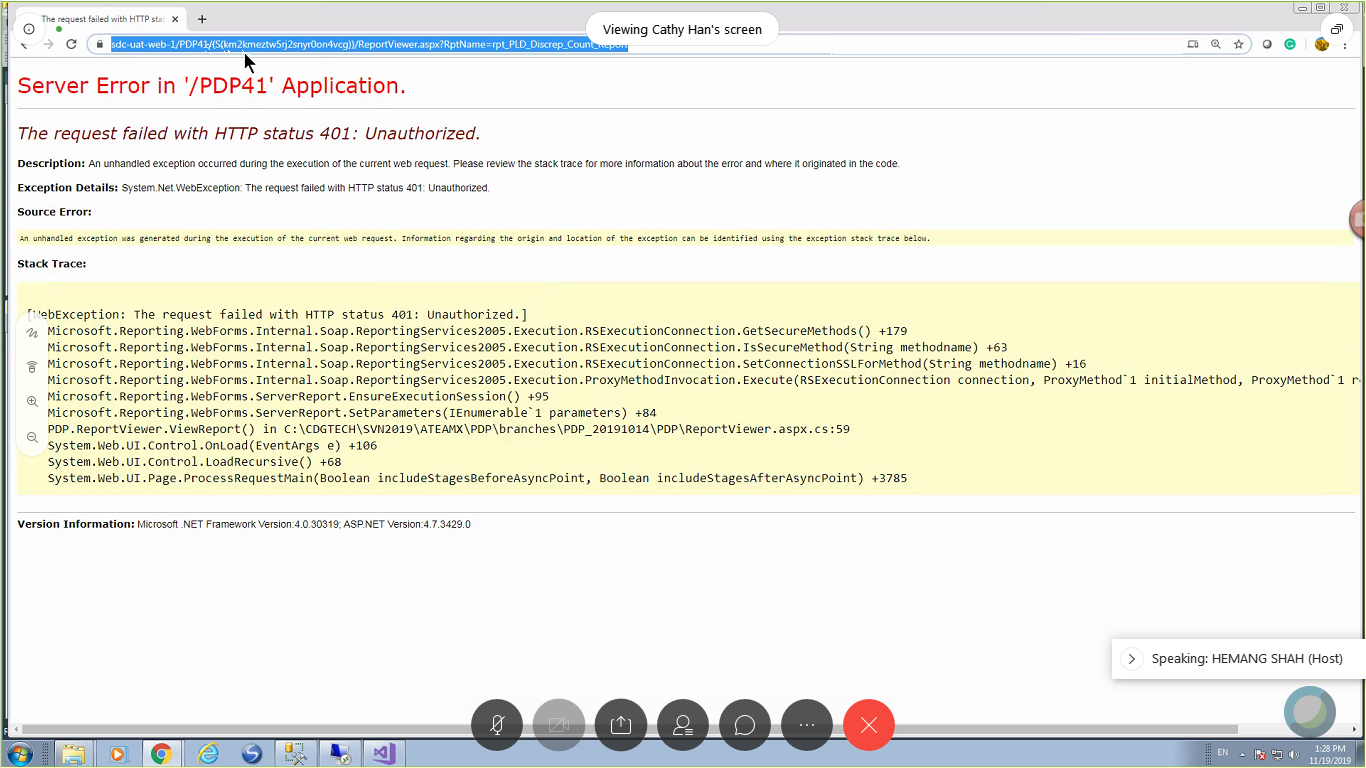 The request failed with HTTP sta
Viewing Cathy Han's screen
sdc-uat-web-1/PDP41/(S(km2kmeztw5rj2snyr0on4vcg))/ReportViewer.aspx?RptName=rpt_PLD_Discrep_Count_Report
Server Error in '/PDP41' Application.
The request failed with HTTP status 401: Unauthorized.
Description: An unhandled exception occurred during the execution of the current web request. Please review the stack trace for more information about the error and where it originated in the code.
Exception Details: System.Net.WebException: The request failed with HTTP status 401: Unauthorized.
Source Error:
An unhandled exception was generated during the execution of the current web request. Information regarding the origin and location of the exception can be identified using the exception stack trace below.
Stack Trace:
[WebException: The request failed with HTTP status 401: Unauthorized.]
Microsoft.Reporting.WebForms.Internal.Soap.ReportingServices2005.Execution.RSExecutionConnection.GetSecureMethods() +179
Microsoft.Reporting.WebForms.Internal.Soap.ReportingServices2005.Execution.RSExecutionConnection.IsSecureMethod(String methodname) +63
Microsoft.Reporting.WebForms.Internal.Soap.ReportingServices2005.Execution.RSExecutionConnection.SetConnectionSSLForMethod(String methodname) +16
Microsoft.Reporting.WebForms.Internal.Soap.ReportingServices2005.Execution.ProxyMethodInvocation.Execute(RSExecutionConnection connection, ProxyMethod`1 initialMethod, ProxyMethod`1 r
Microsoft.Reporting.WebForms.ServerReport.EnsureExecutionSession() +95
Microsoft.Reporting.WebForms.ServerReport.SetParameters(IEnumerable`1 parameters) +84
PDP.ReportViewer.ViewReport() in C:\CDGTECH\SVN2019\ATEAMX\PDP\branches\PDP_20191014\PDP\ReportViewer.aspx.cs:59
System.Web.UI.Control.OnLoad(EventArgs e) +106
System.Web.UI.Control.LoadRecursive() +68
System.Web.UI.Page.ProcessRequestMain(Boolean includeStagesBeforeAsyncPoint, Boolean includeStagesAfterAsyncPoint) +3785
Version Information: Microsoft .NET Framework Version:4.0.30319; ASP.NET Version:4.7.3429.0
Speaking: HEMANG SHAH (Host)
EN
1:28 PM
11/19/2019